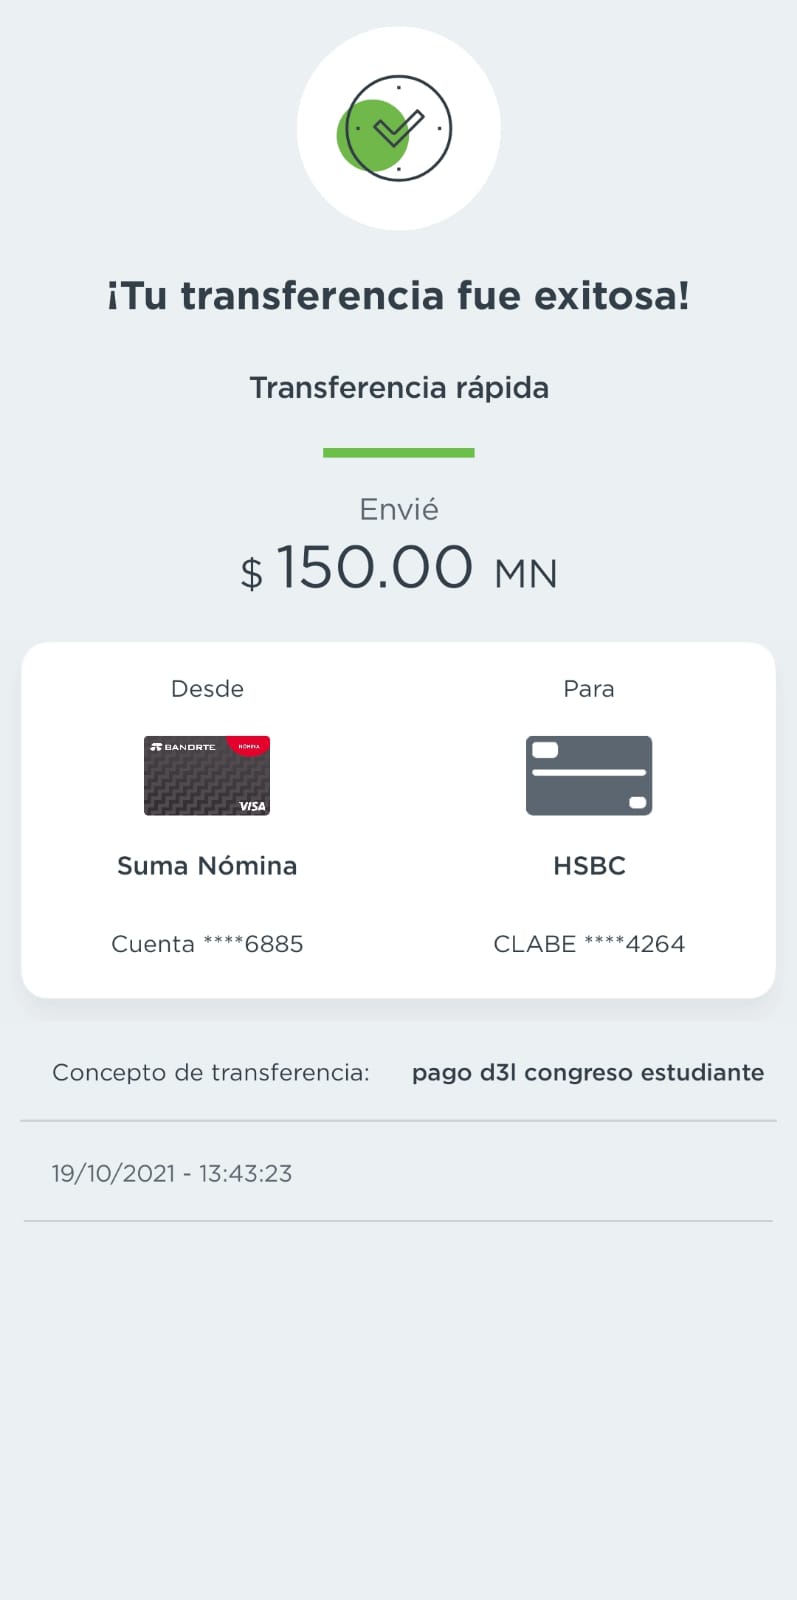 ¡Tu transferencia fue exitosa!
Transferencia rápida
Envié
$ 150.00 MN
Desde
Para
BANORTE
NÓMINA
VISA
Suma Nómina
HSBC
Cuenta ****6885
CLABE ****4264
Concepto de transferencia: pago d3l congreso estudiante
19/10/2021 - 13:43:23